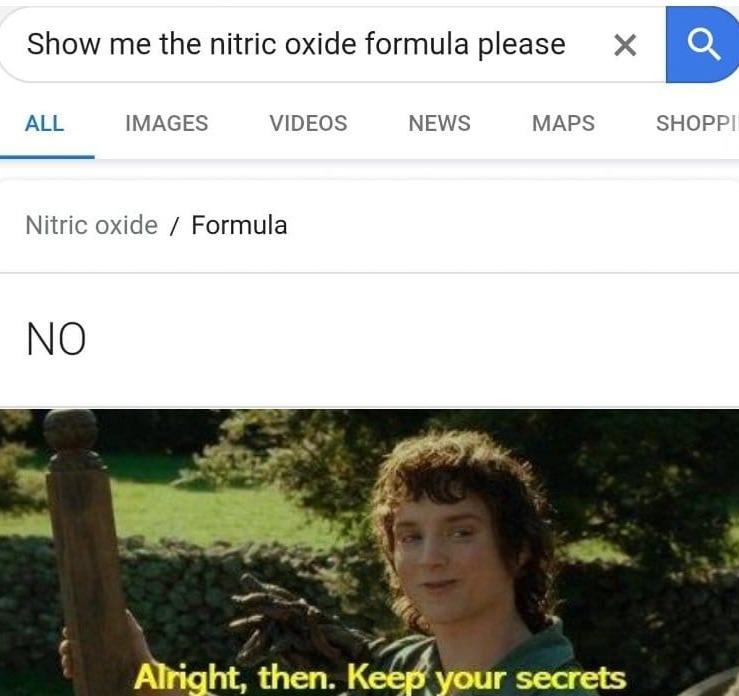 Show me the nitric oxide formula please
ALL IMAGES VIDEOS NEWS MAPS SHOPPI
Nitric oxide / Formula
NO
Alright, then. Keep your secrets